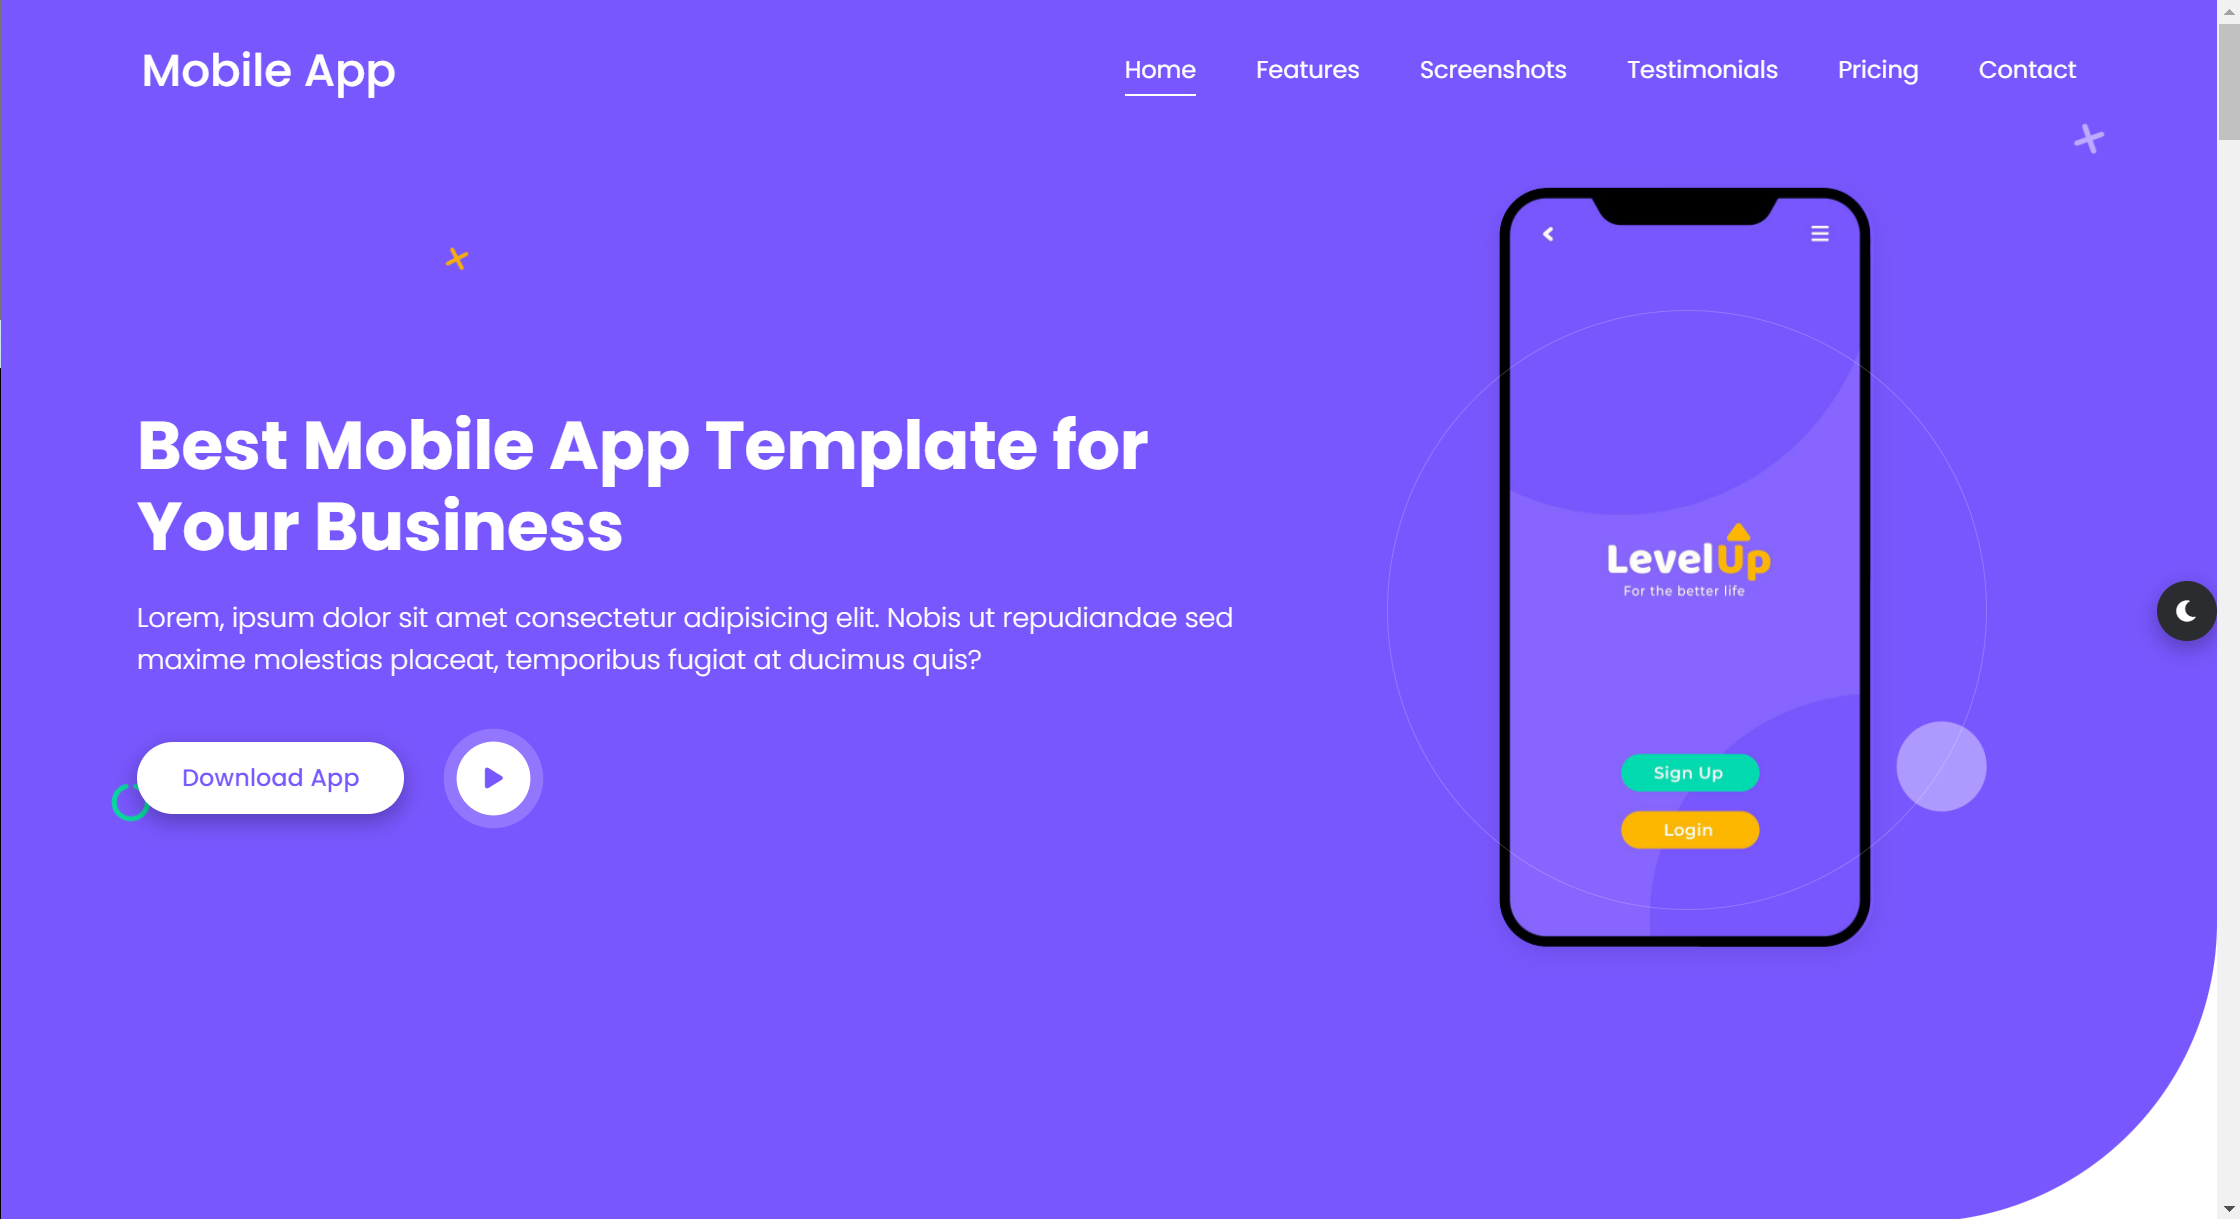 Mobile App
Home Features Screenshots Testimonials Pricing Contact
Best Mobile App Template for
Your Business
Lorem, ipsum dolor sit amet consectetur adipisicing elit. Nobis ut repudiandae sed
maxime molestias placeat, temporibus fugiat at ducimus quis?
Download App
LevelUp
For the better life
Sign Up
Login